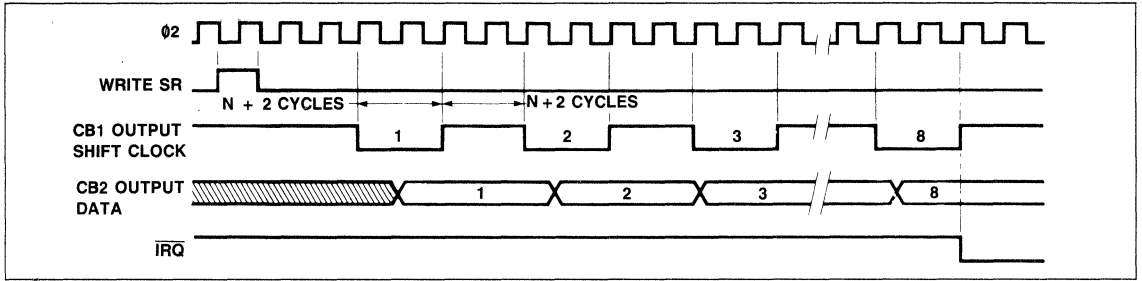 Φ2
WRITE SR
N + 2 CYCLES N + 2 CYCLES
CB1 OUTPUT
SHIFT CLOCK
1 2 3 8
CB2 OUTPUT
DATA
1 2 3 8
IRQ